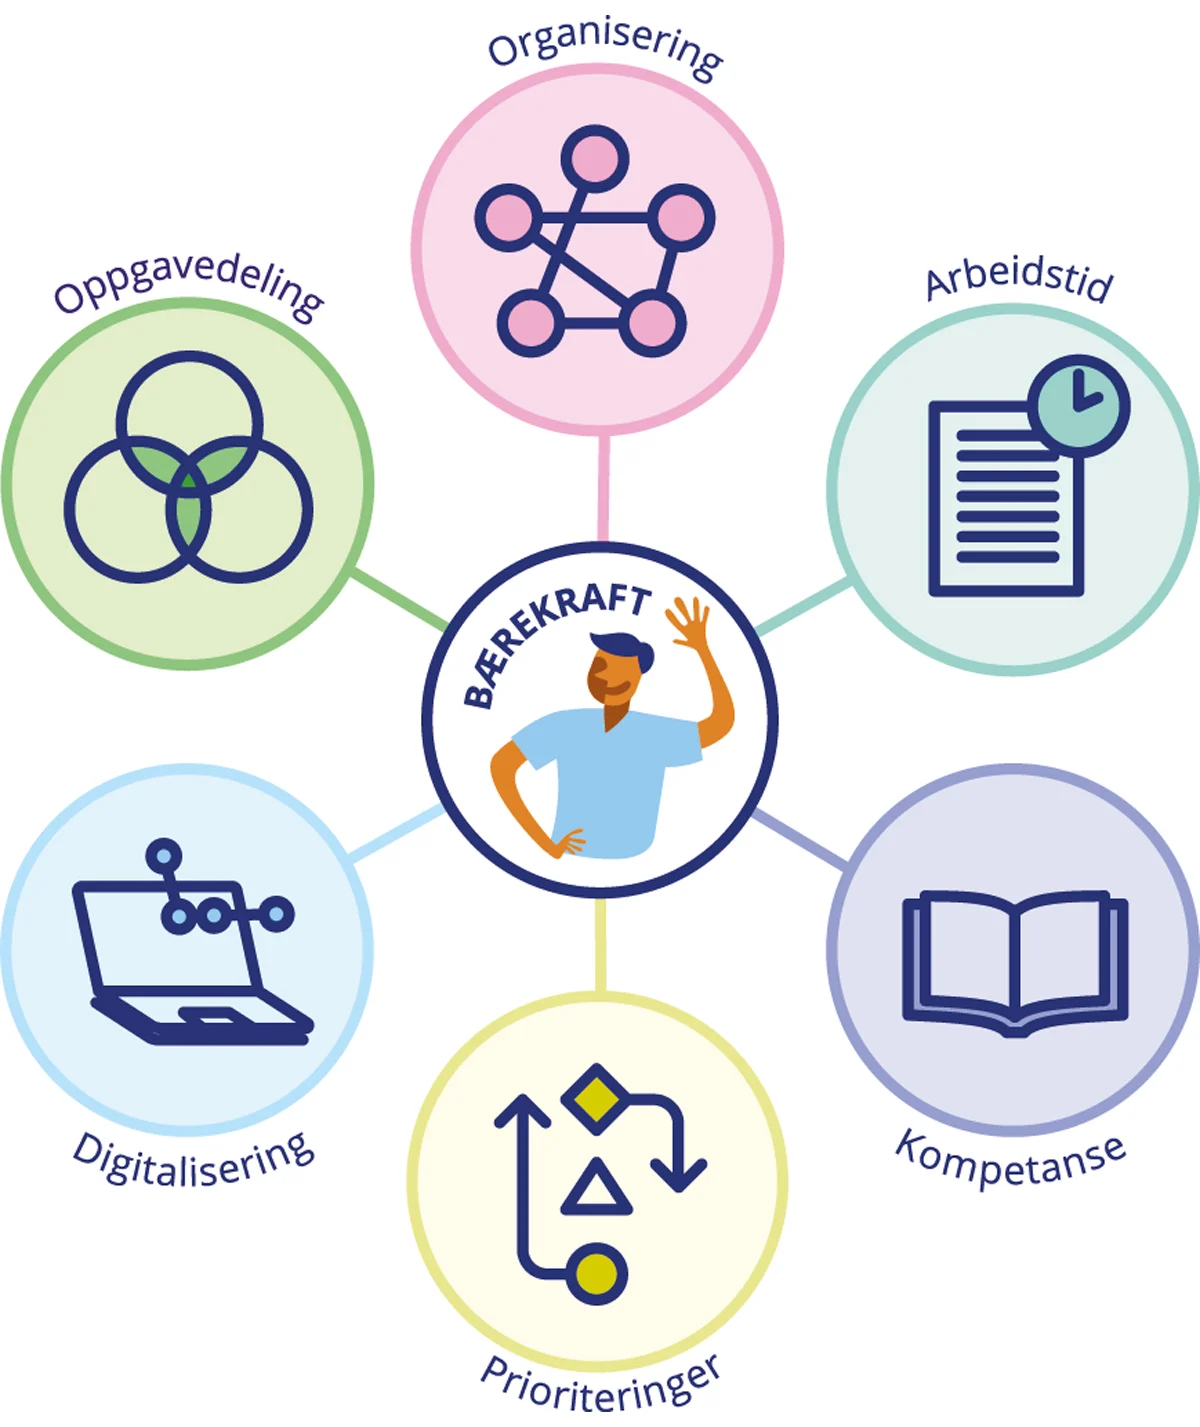 Organisering
Oppgavedeling
Arbeidstid
BÆREKRAFT
Digitalisering
Kompetanse
Prioriteringer